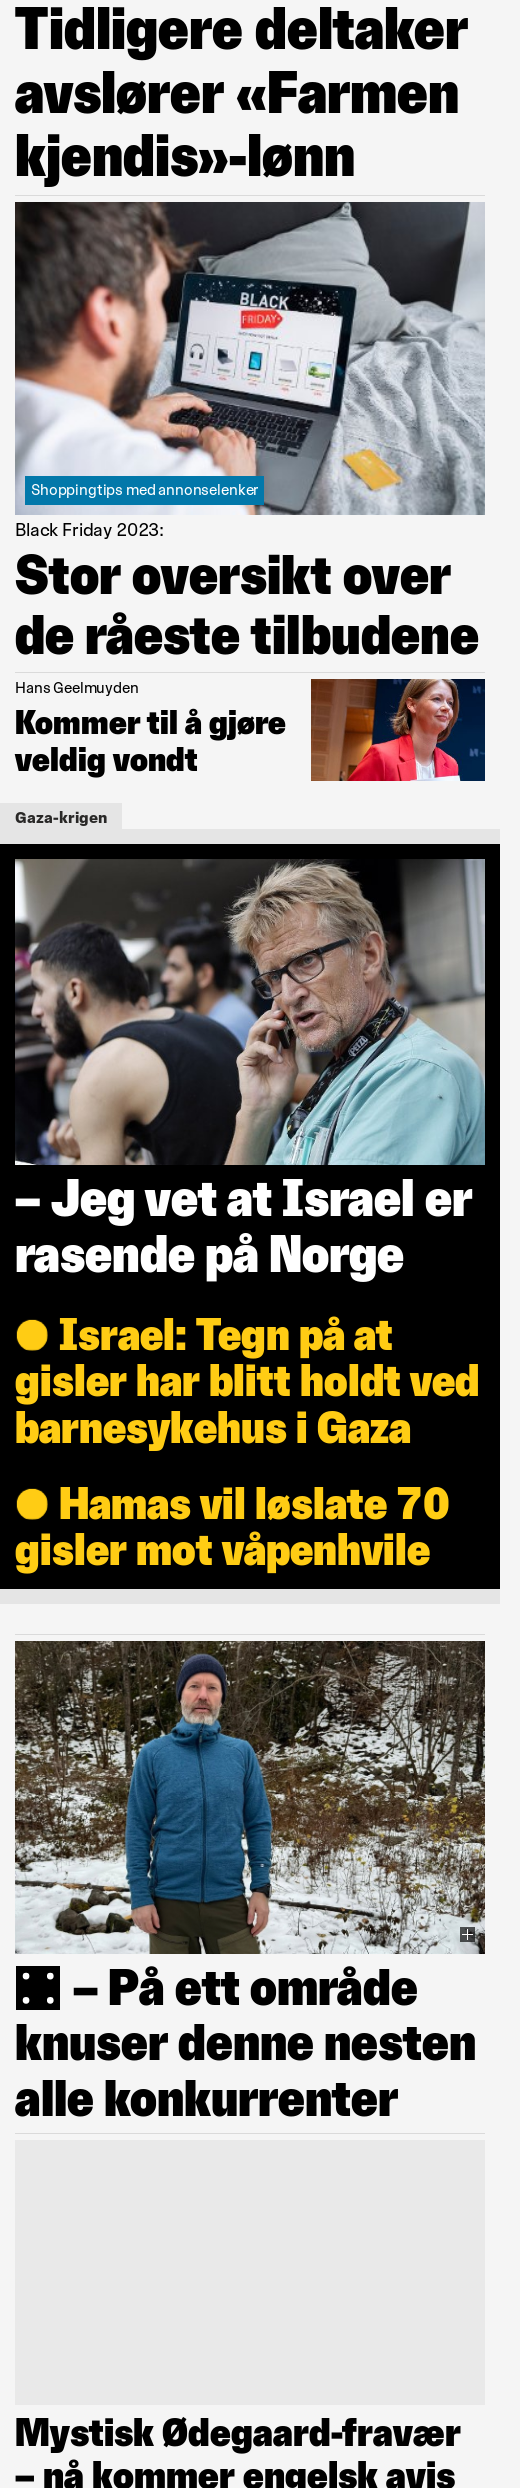 Tidligere deltaker
avslører «Farmen
kjendis»-lønn
BLACK
FRIDAY
Shoppingtips med annonselenker
Black Friday 2023:
Stor oversikt over
de råeste tilbudene
Hans Geelmuyden
Kommer til å gjøre
veldig vondt
Gaza-krigen
PETZL
– Jeg vet at Israel er
rasende på Norge
● Israel: Tegn på at
gisler har blitt holdt ved
barnesykehus i Gaza
● Hamas vil løslate 70
gisler mot våpenhvile
– På ett område
knuser denne nesten
alle konkurrenter
Mystisk Ødegaard-fravær
– nå kommer engelsk avis